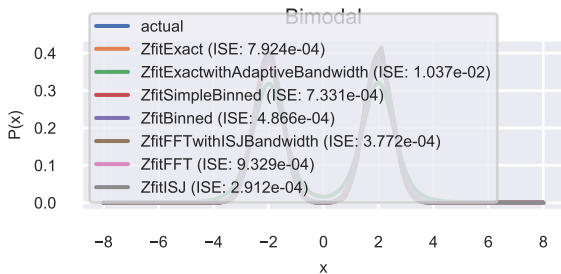 Bimodal
actual
ZfitExact (ISE: 7.924e-04)
ZfitExactwithAdaptiveBandwidth (ISE: 1.037e-02)
ZfitSimpleBinned (ISE: 7.331e-04)
ZfitBinned (ISE: 4.866e-04)
ZfitFFTwithISJBandwidth (ISE: 3.772e-04)
ZfitFFT (ISE: 9.329e-04)
ZfitISJ (ISE: 2.912e-04)
P(x)
0.4
0.3
0.2
0.1
0.0
−8 −6 −4 −2 0 2 4 6 8
x